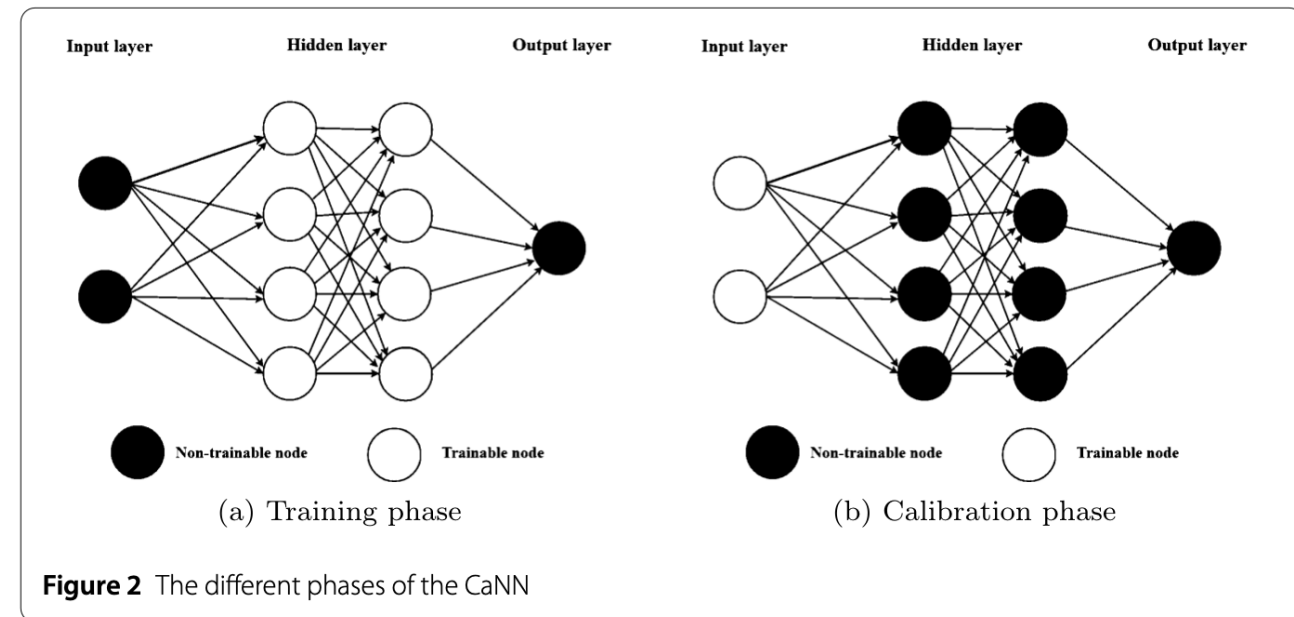 Input layer Hidden layer Output layer
Non-trainable node Trainable node
(a) Training phase
Input layer Hidden layer Output layer
Non-trainable node Trainable node
(b) Calibration phase
Figure 2 The different phases of the CaNN